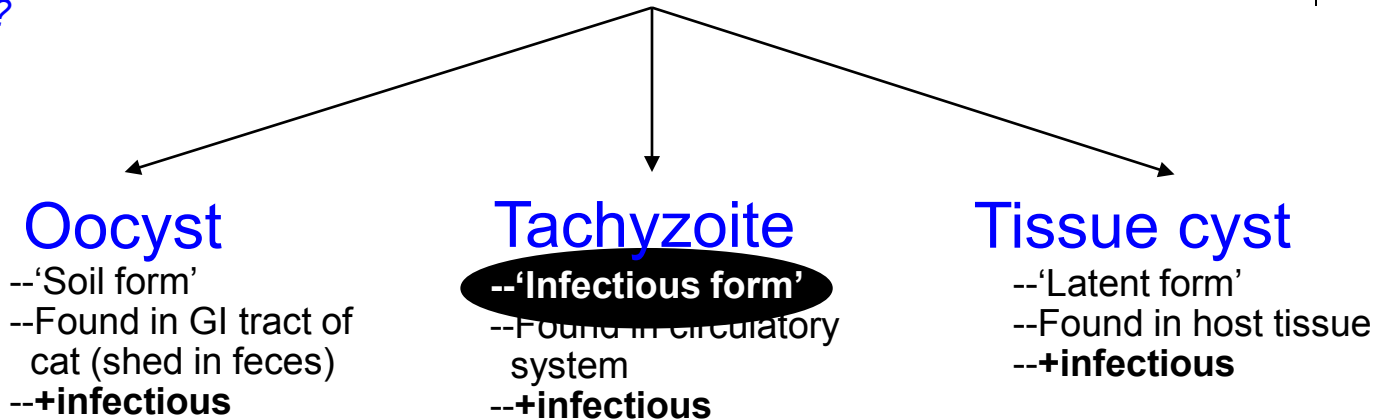 ?
Oocyst
--‘Soil form’
--Found in GI tract of
cat (shed in feces)
--+infectious
Tachyzoite
--‘Infectious form’
--Found in circulatory
system
--+infectious
Tissue cyst
--‘Latent form’
--Found in host tissue
--+infectious